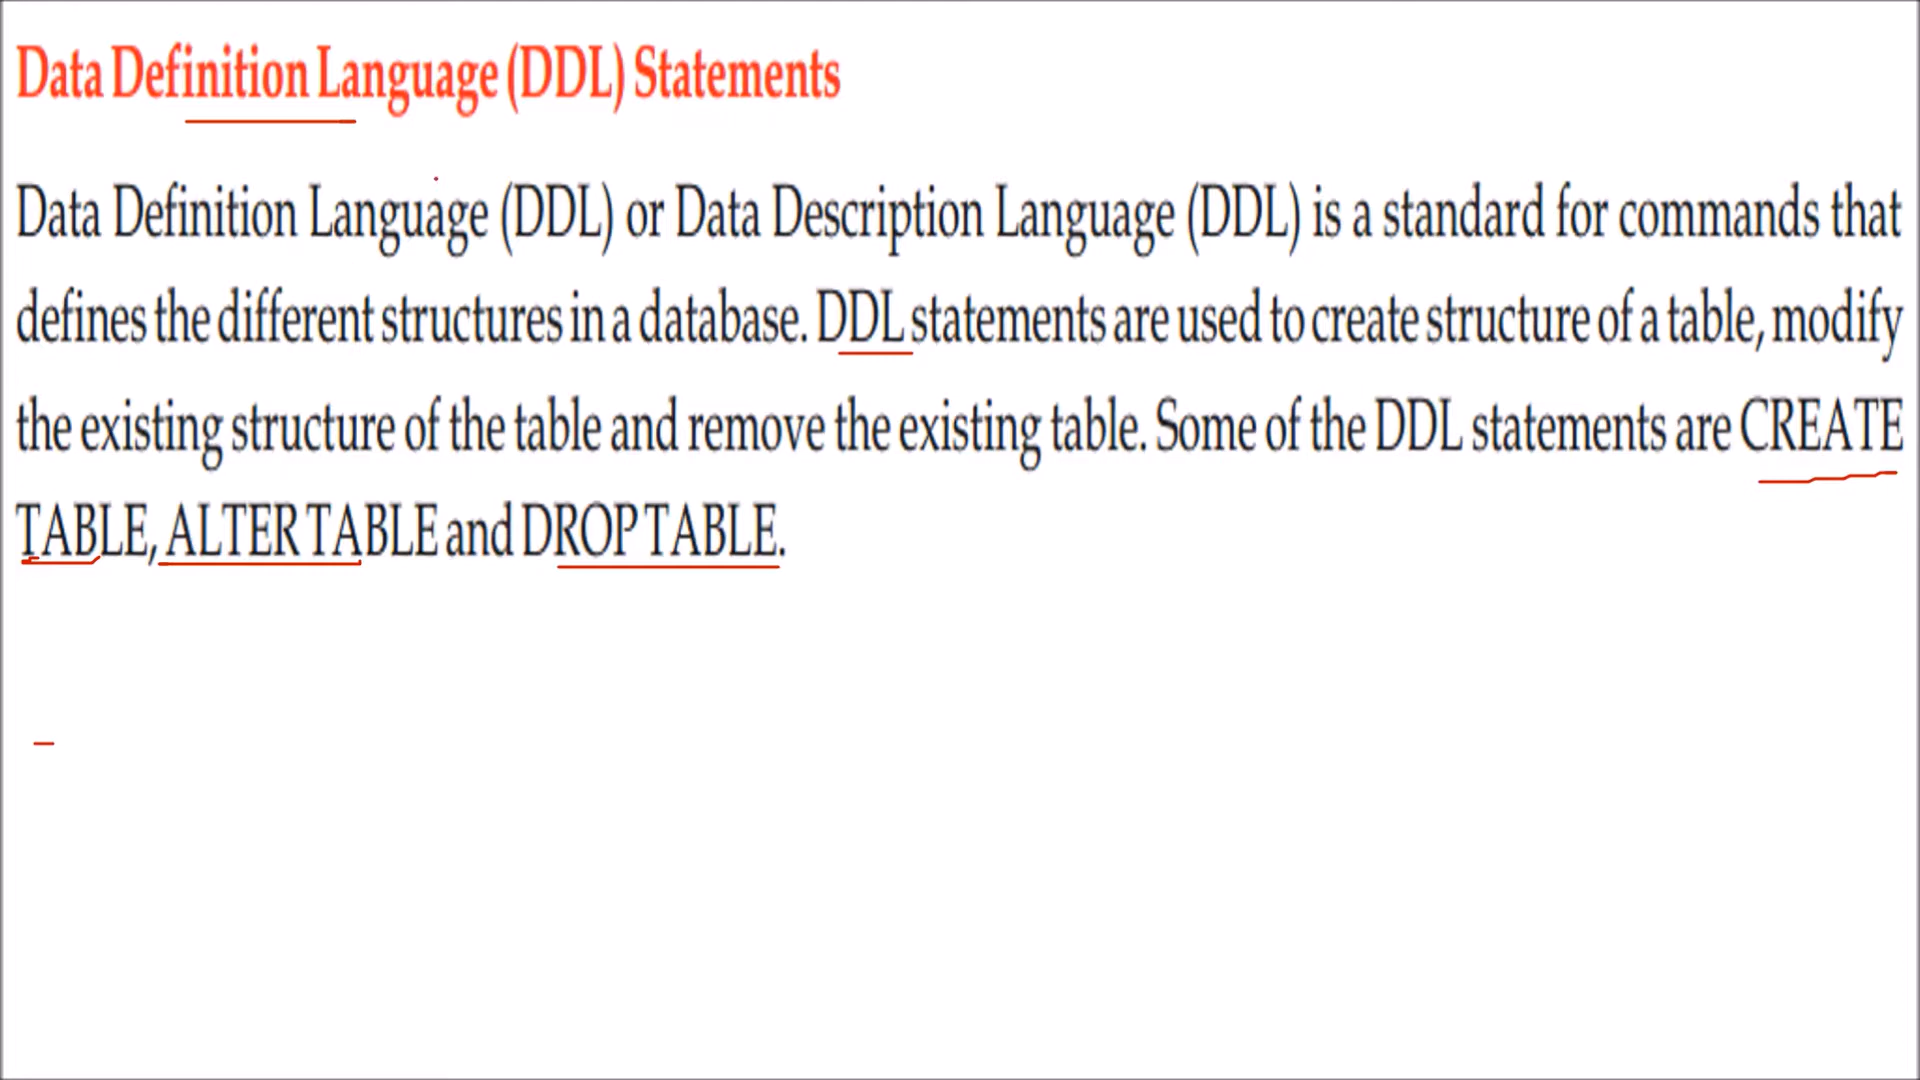 Data Definition Language (DDL) Statements
Data Definition Language (DDL) or Data Description Language (DDL) is a standard for commands that
defines the different structures in a database. DDL statements are used to create structure of a table, modify
the existing structure of the table and remove the existing table. Some of the DDL statements are CREATE
TABLE, ALTER TABLE and DROP TABLE.